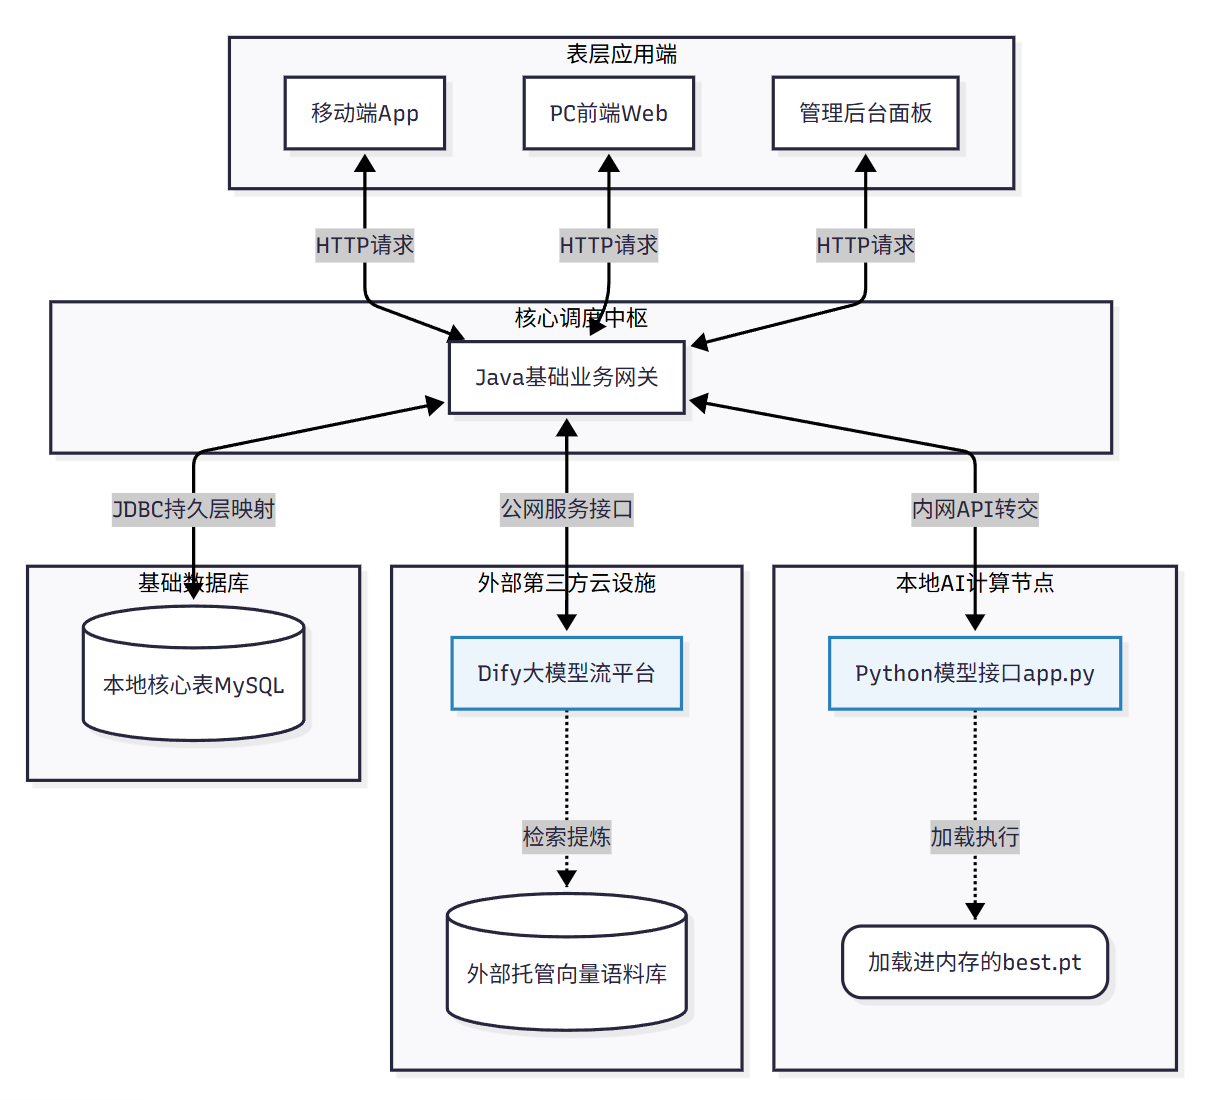 表层应用端
移动端App
PC前端Web
管理后台面板
HTTP请求
HTTP请求
HTTP请求
核心调度中枢
Java基础业务网关
JDBC持久层映射
公网服务接口
内网API转交
基础数据库
外部第三方云设施
本地AI计算节点
本地核心表MySQL
Dify大模型流平台
Python模型接口app.py
检索提炼
加载执行
外部托管向量语料库
加载进内存的best.pt